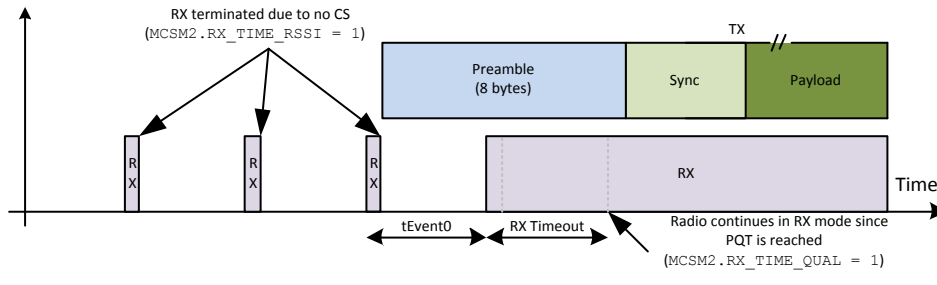 RX terminated due to no CS
(MCSM2.RX_TIME_RSSI = 1)
TX
Preamble
(8 bytes)
Sync
Payload
R
X
R
X
R
X
RX
Time
tEvent0
RX Timeout
Radio continues in RX mode since
PQT is reached
(MCSM2.RX_TIME_QUAL = 1)